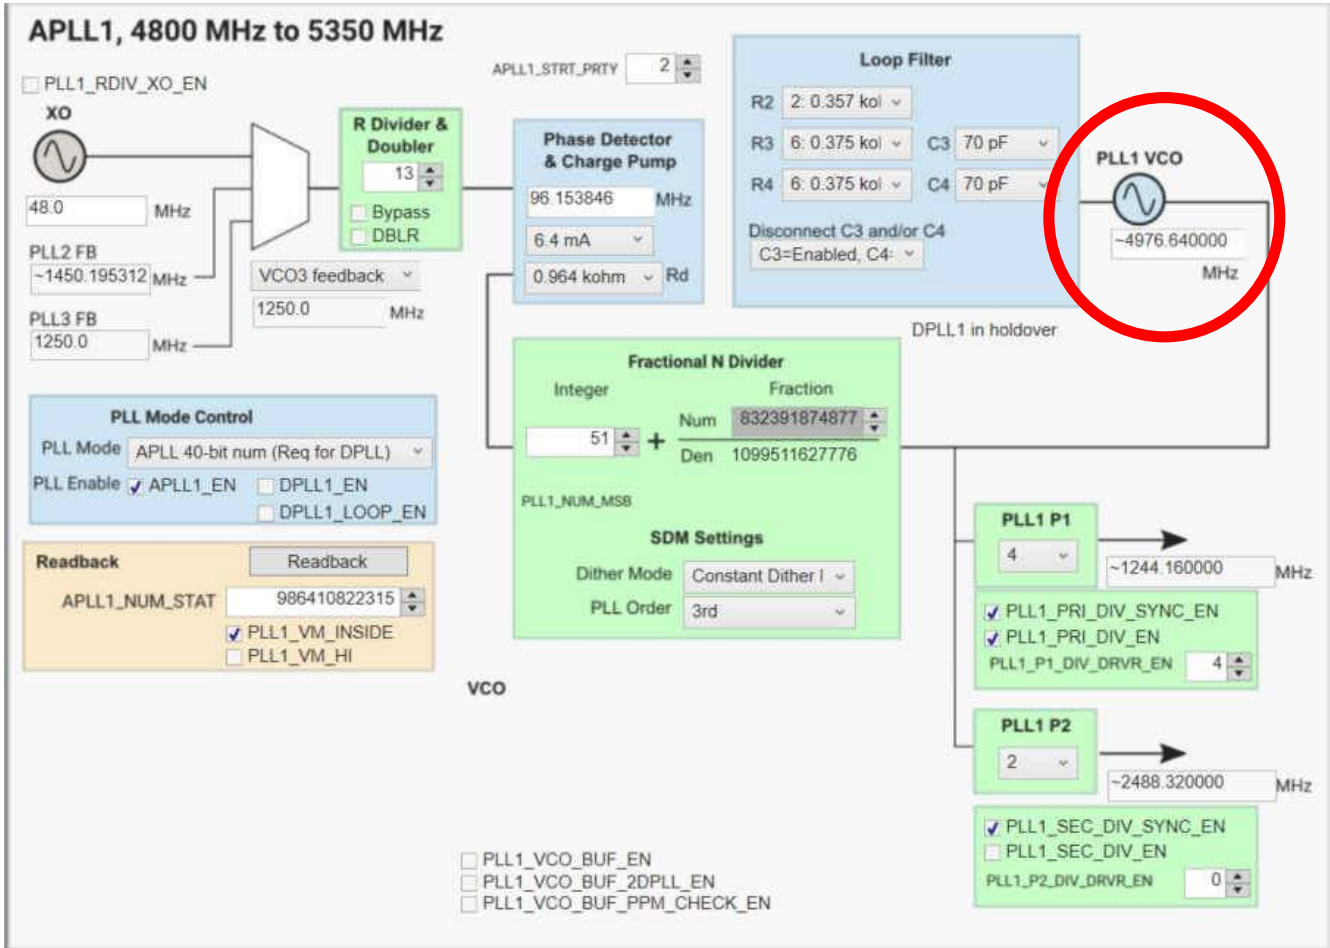 APLL1, 4800 MHz to 5350 MHz
PLL1_RDIV_XO_EN
XO
48.0 MHz
PLL2 FB
~1450.195312 MHz
PLL3 FB
1250.0 MHz
VCO3 feedback
1250.0 MHz
R Divider &
Doubler
13
Bypass
DBLR
APLL1_STRT_PRTY 2
Phase Detector
& Charge Pump
96.153846 MHz
6.4 mA
0.964 kohm Rd
Loop Filter
R2 2: 0.357 kol
R3 6: 0.375 kol C3 70 pF
R4 6: 0.375 kol C4 70 pF
Disconnect C3 and/or C4
C3=Enabled, C4:
PLL1 VCO
~4976.640000
MHz
DPLL1 in holdover
Fractional N Divider
Integer Fraction
51 + Num 832391874877
Den 1099511627776
PLL1_NUM_MSB
SDM Settings
Dither Mode Constant Dither I
PLL Order 3rd
PLL Mode Control
PLL Mode APLL 40-bit num (Req for DPLL)
PLL Enable APLL1_EN DPLL1_EN
DPLL1_LOOP_EN
Readback Readback
APLL1_NUM_STAT 986410822315
PLL1_VM_INSIDE
PLL1_VM_HI
VCO
PLL1_VCO_BUF_EN
PLL1_VCO_BUF_2DPLL_EN
PLL1_VCO_BUF_PPM_CHECK_EN
PLL1 P1
4
~1244.160000 MHz
PLL1_PRI_DIV_SYNC_EN
PLL1_PRI_DIV_EN
PLL1_P1_DIV_DRVR_EN 4
PLL1 P2
2
~2488.320000 MHz
PLL1_SEC_DIV_SYNC_EN
PLL1_SEC_DIV_EN
PLL1_P2_DIV_DRVR_EN 0